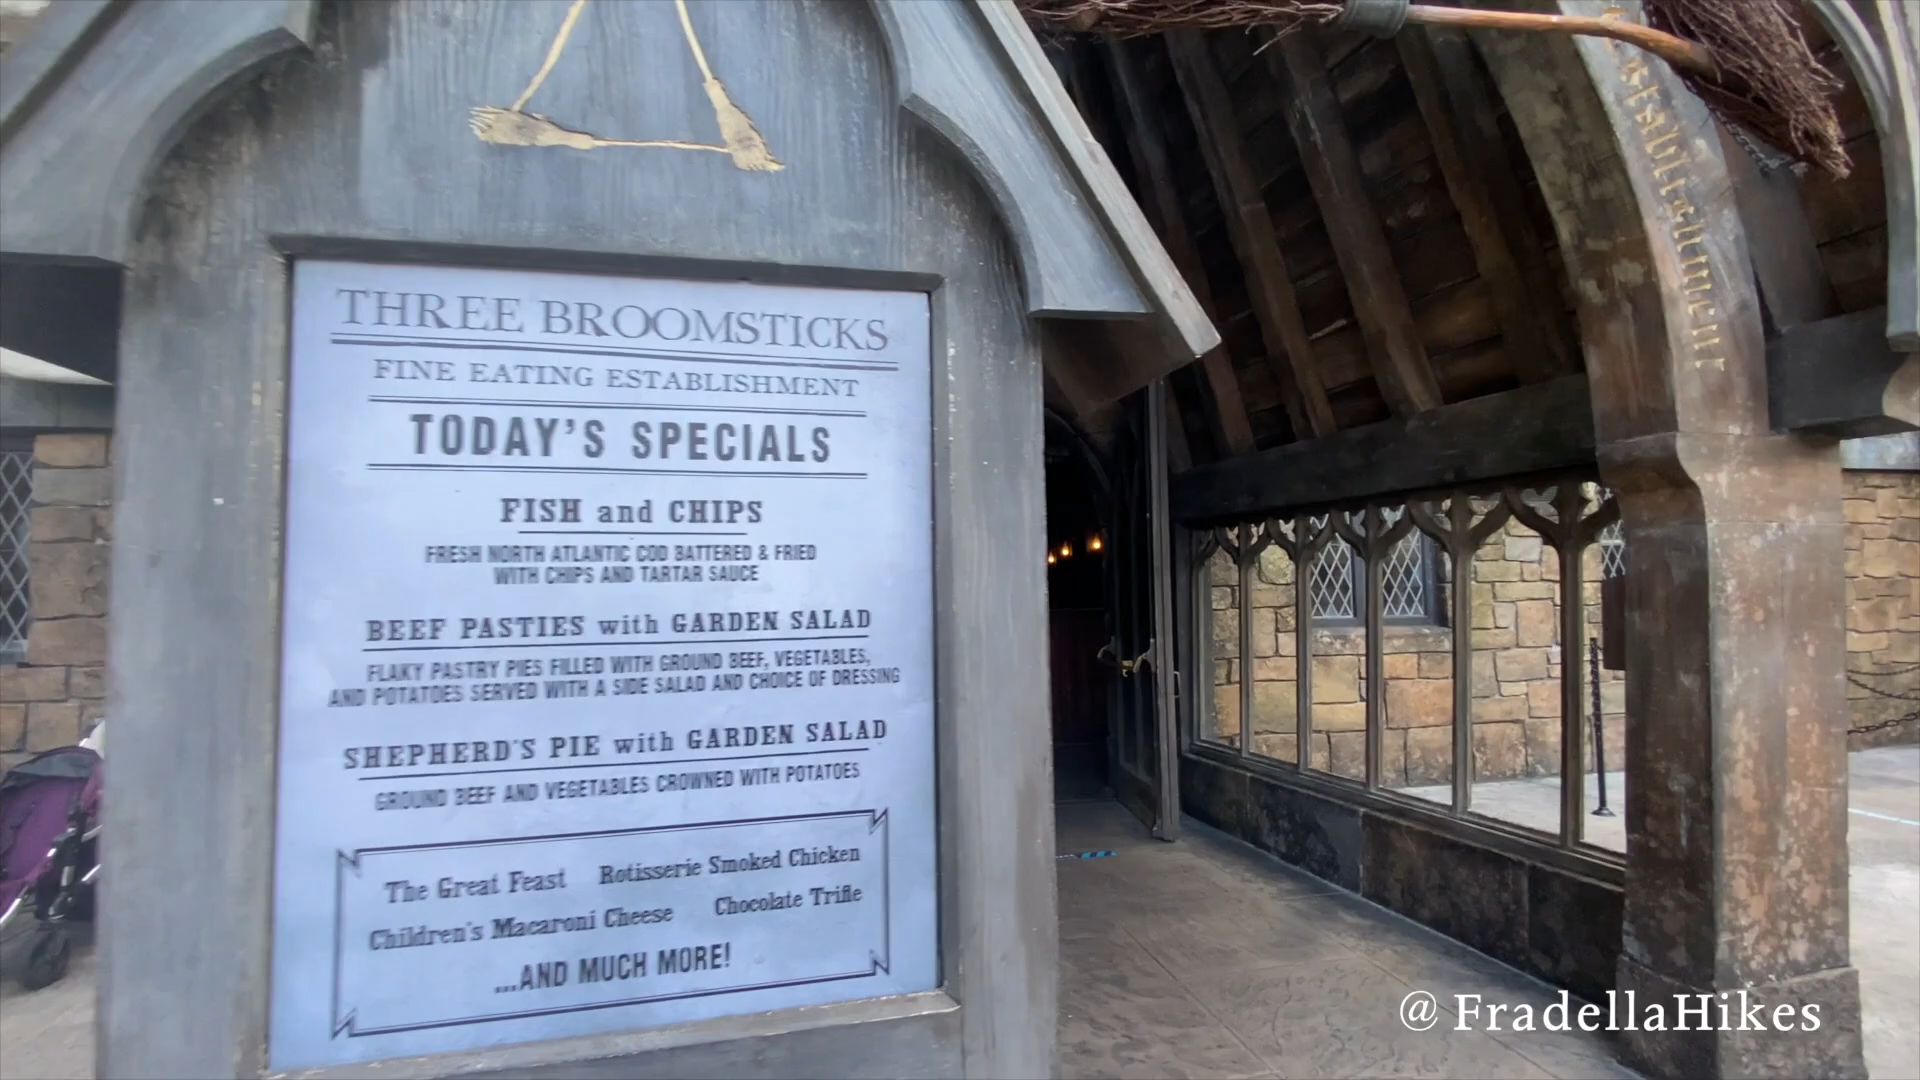 THREE BROOMSTICKS
FINE EATING ESTABLISHMENT
TODAY'S SPECIALS
FISH and CHIPS
FRESH NORTH ATLANTIC COD BATTERED & FRIED
WITH CHIPS AND TARTAR SAUCE
BEEF PASTIES with GARDEN SALAD
FLAKY PASTRY PIES FILLED WITH GROUND BEEF, VEGETABLES,
AND POTATOES SERVED WITH A SIDE SALAD AND CHOICE OF DRESSING
SHEPHERD'S PIE with GARDEN SALAD
GROUND BEEF AND VEGETABLES CROWNED WITH POTATOES
The Great Feast Rotisserie Smoked Chicken
Children's Macaroni Cheese Chocolate Trifle
...AND MUCH MORE!
@FradellaHikes